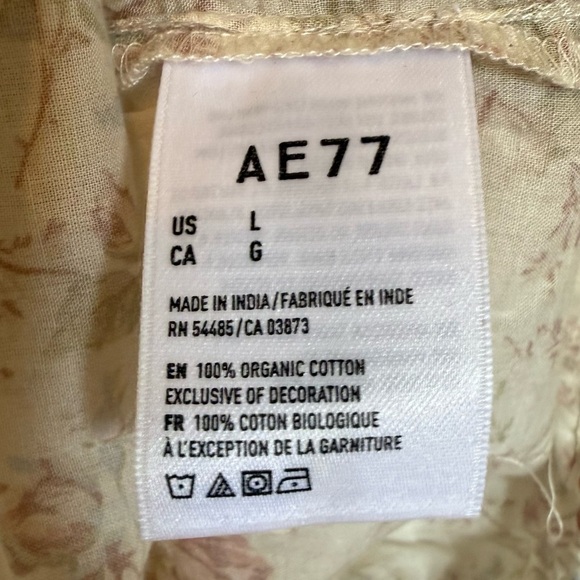 AE77
US L
CA G
MADE IN INDIA/FABRIQUÉ EN INDE
RN 54485/CA 03873
EN 100% ORGANIC COTTON
EXCLUSIVE OF DECORATION
FR 100% COTON BIOLOGIQUE
À L'EXCEPTION DE LA GARNITURE